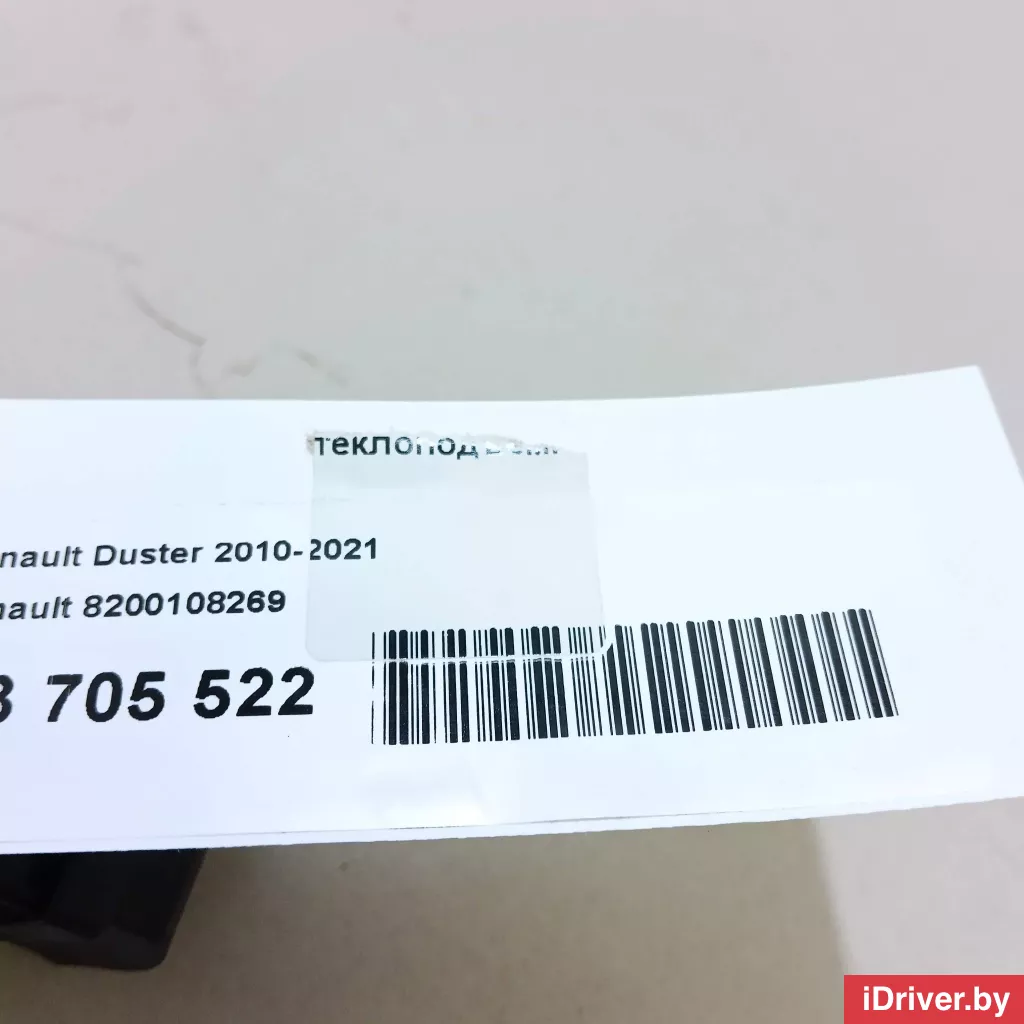 теклопод
nault Duster 2010-2021
nault 8200108269
3 705 522
iDriver.by